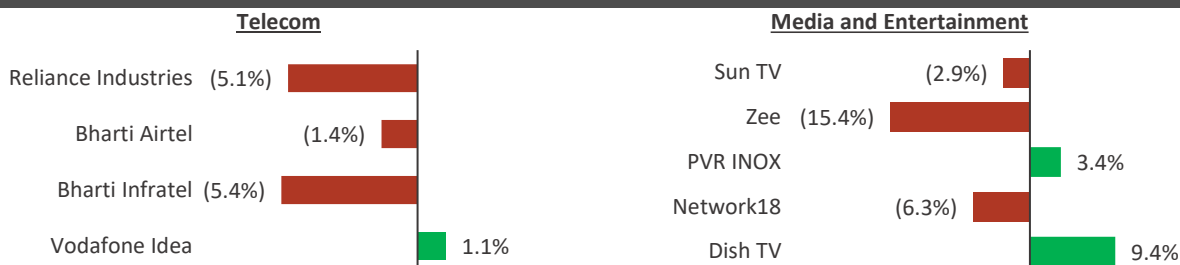 Telecom
Reliance Industries (5.1%)
Bharti Airtel (1.4%)
Bharti Infratel (5.4%)
Vodafone Idea 1.1%
Media and Entertainment
Sun TV (2.9%)
Zee (15.4%)
PVR INOX 3.4%
Network18 (6.3%)
Dish TV 9.4%